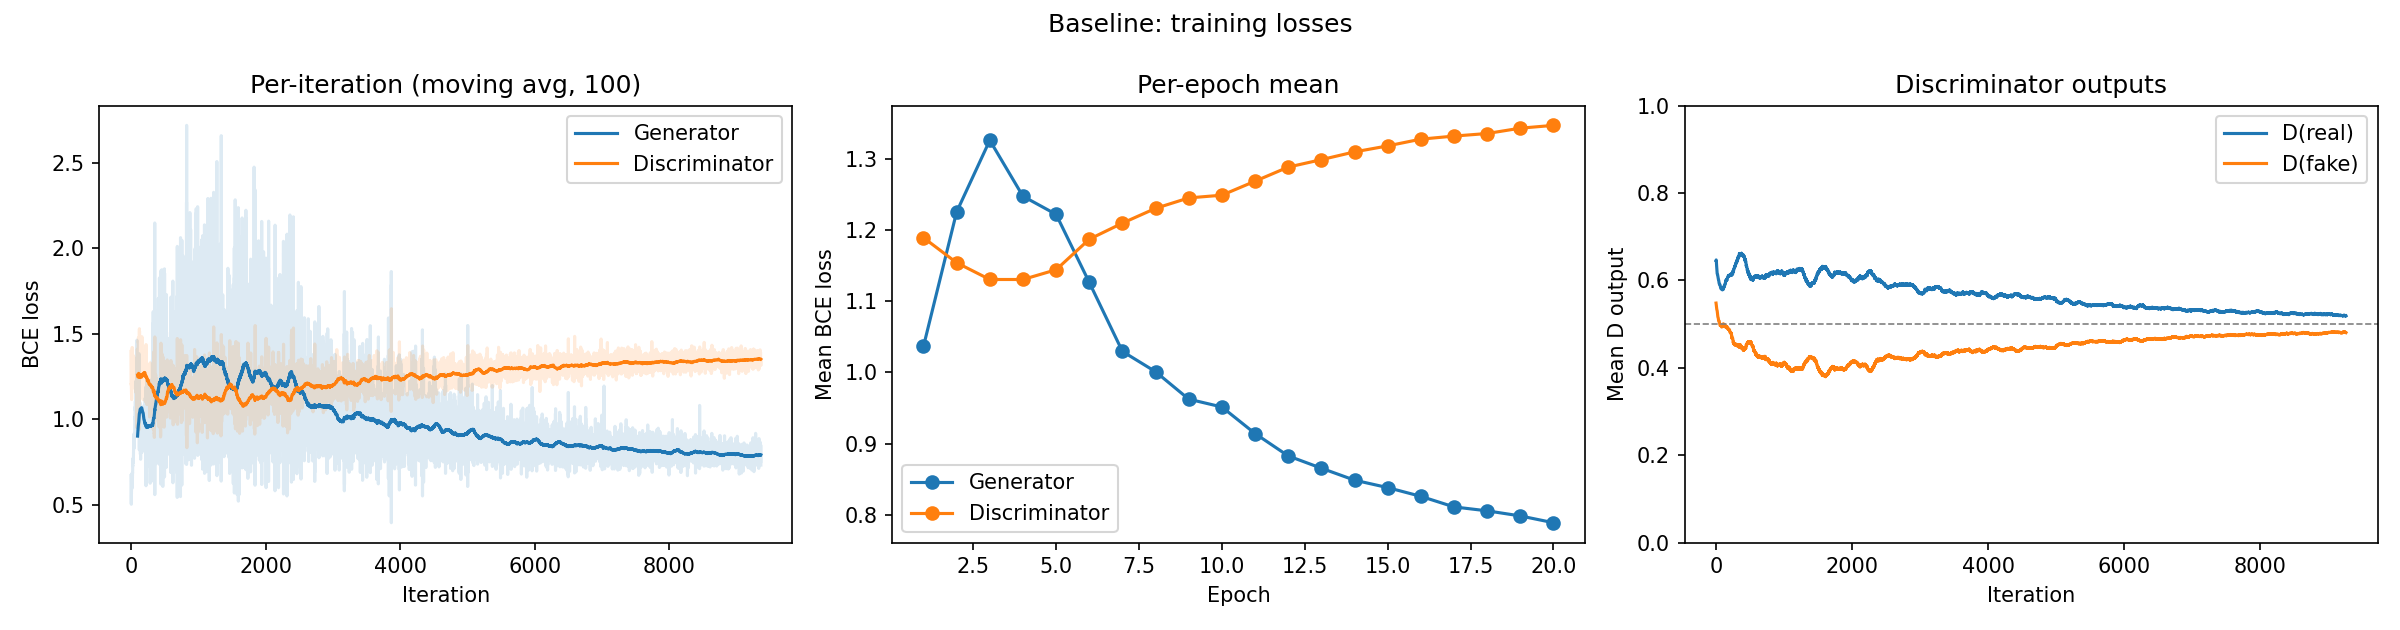 Baseline: training losses
Per-iteration (moving avg, 100)
Generator
Discriminator
BCE loss
2.5
2.0
1.5
1.0
0.5
0
2000
4000
6000
8000
Iteration
Per-epoch mean
Mean BCE loss
1.3
1.2
1.1
1.0
0.9
0.8
Generator
Discriminator
2.5
5.0
7.5
10.0
12.5
15.0
17.5
20.0
Epoch
Discriminator outputs
D(real)
D(fake)
Mean D output
1.0
0.8
0.6
0.4
0.2
0.0
0
2000
4000
6000
8000
Iteration